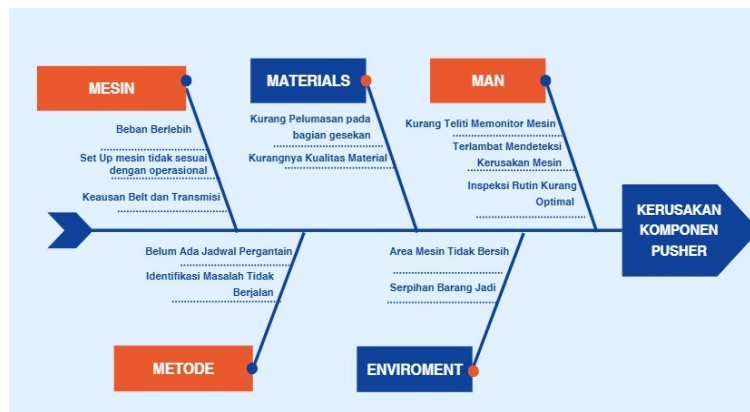 MESIN
Beban Berlebih
Set Up mesin tidak sesuai
dengan operasional
Keausan Belt dan Transmisi
MATERIALS
Kurang Pelumasan pada
bagian gesekan
Kurangnya Kualitas Material
MAN
Kurang Teliti Memonitor Mesin
Terlambat Mendeteksi
Kerusakan Mesin
Inspeksi Rutin Kurang
Optimal
KERUSAKAN
KOMPONEN
PUSHER
Belum Ada Jadwal Pergantain
Identifikasi Masalah Tidak
Berjalan
METODE
Area Mesin Tidak Bersih
Serpihan Barang Jadi
ENVIROMENT